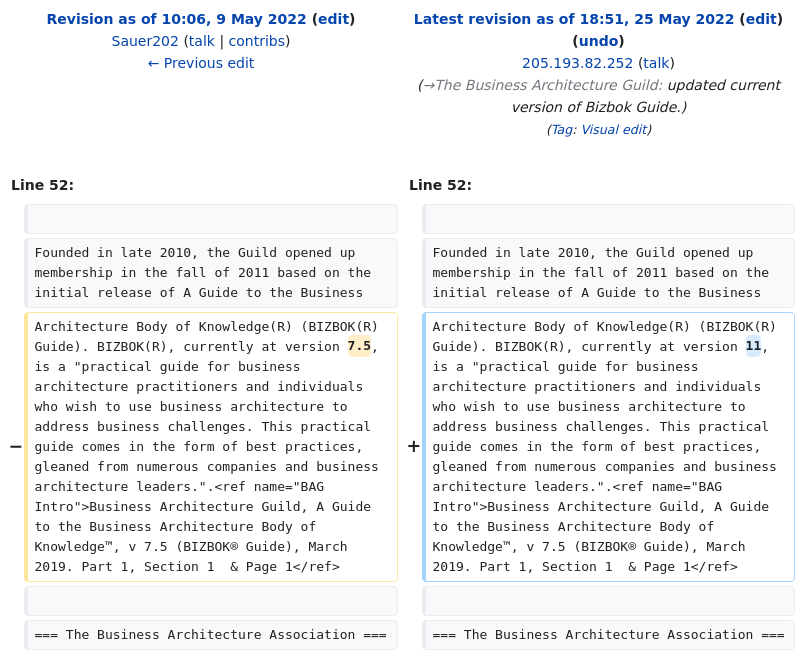 Revision as of 10:06, 9 May 2022 (edit)
Sauer202 (talk | contribs)
← Previous edit
Latest revision as of 18:51, 25 May 2022 (edit)
(undo)
205.193.82.252 (talk)
(→The Business Architecture Guild: updated current
version of Bizbok Guide.)
(Tag: Visual edit)
Line 52:
Line 52:
Founded in late 2010, the Guild opened up
membership in the fall of 2011 based on the
initial release of A Guide to the Business
Founded in late 2010, the Guild opened up
membership in the fall of 2011 based on the
initial release of A Guide to the Business
−
Architecture Body of Knowledge(R) (BIZBOK(R)
Guide). BIZBOK(R), currently at version 7.5,
is a "practical guide for business
architecture practitioners and individuals
who wish to use business architecture to
address business challenges. This practical
guide comes in the form of best practices,
gleaned from numerous companies and business
architecture leaders.".<ref name="BAG
Intro">Business Architecture Guild, A Guide
to the Business Architecture Body of
Knowledge™, v 7.5 (BIZBOK® Guide), March
2019. Part 1, Section 1  & Page 1</ref>
+
Architecture Body of Knowledge(R) (BIZBOK(R)
Guide). BIZBOK(R), currently at version 11,
is a "practical guide for business
architecture practitioners and individuals
who wish to use business architecture to
address business challenges. This practical
guide comes in the form of best practices,
gleaned from numerous companies and business
architecture leaders.".<ref name="BAG
Intro">Business Architecture Guild, A Guide
to the Business Architecture Body of
Knowledge™, v 7.5 (BIZBOK® Guide), March
2019. Part 1, Section 1  & Page 1</ref>
=== The Business Architecture Association ===
=== The Business Architecture Association ===